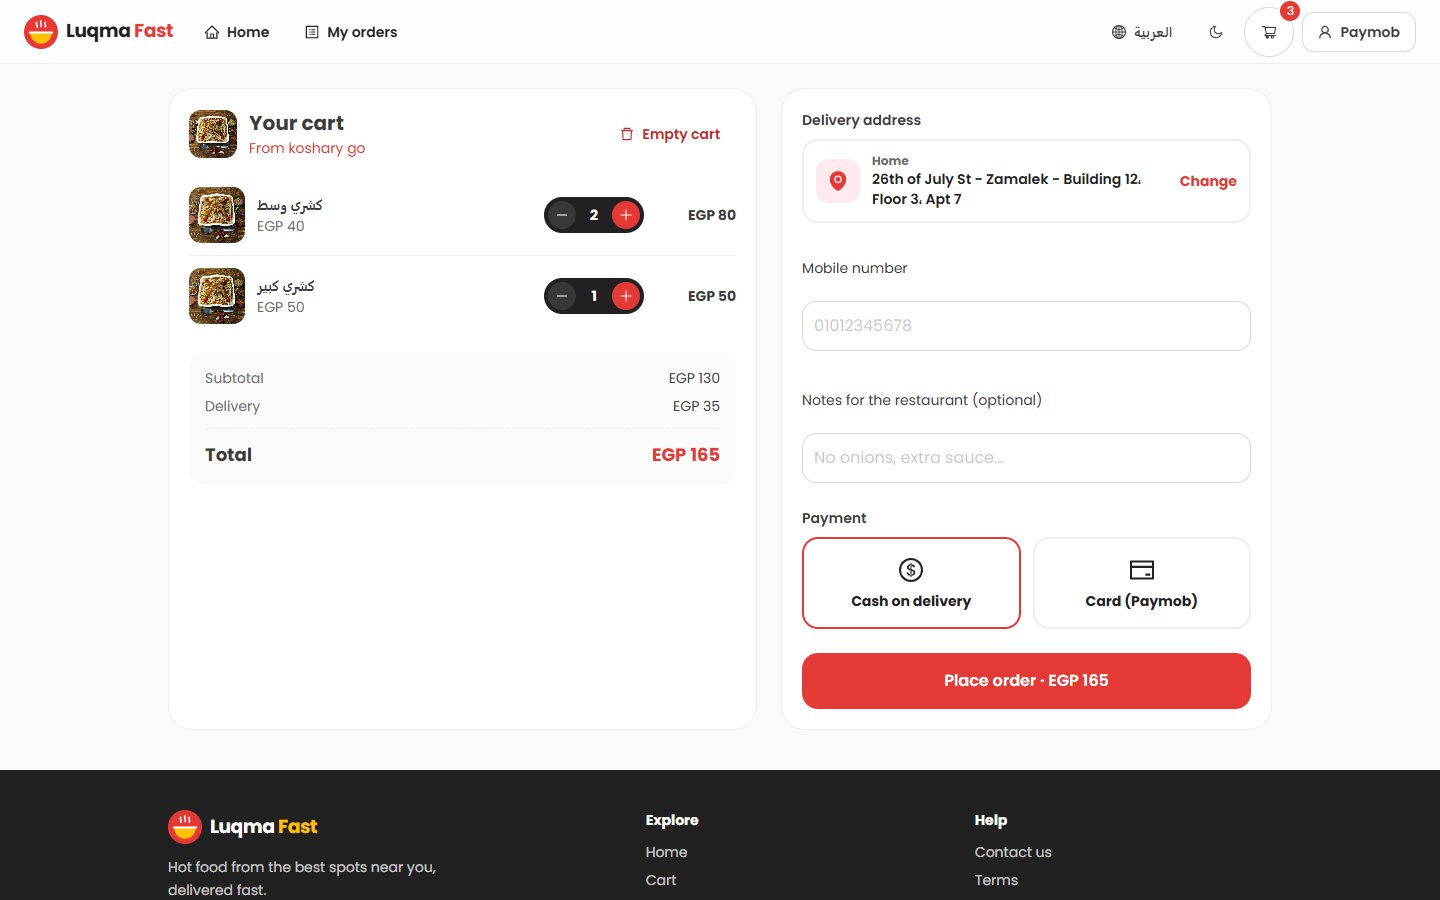 Luqma Fast
Home
My orders
العربية
3
Paymob
Your cart
From koshary go
Empty cart
كشري وسط
EGP 40
2
EGP 80
كشري كبير
EGP 50
1
EGP 50
Subtotal
EGP 130
Delivery
EGP 35
Total
EGP 165
Delivery address
Home
26th of July St - Zamalek - Building 12،
Floor 3، Apt 7
Change
Mobile number
01012345678
Notes for the restaurant (optional)
No onions, extra sauce...
Payment
Cash on delivery
Card (Paymob)
Place order · EGP 165
Luqma Fast
Hot food from the best spots near you,
delivered fast.
Explore
Home
Cart
Help
Contact us
Terms